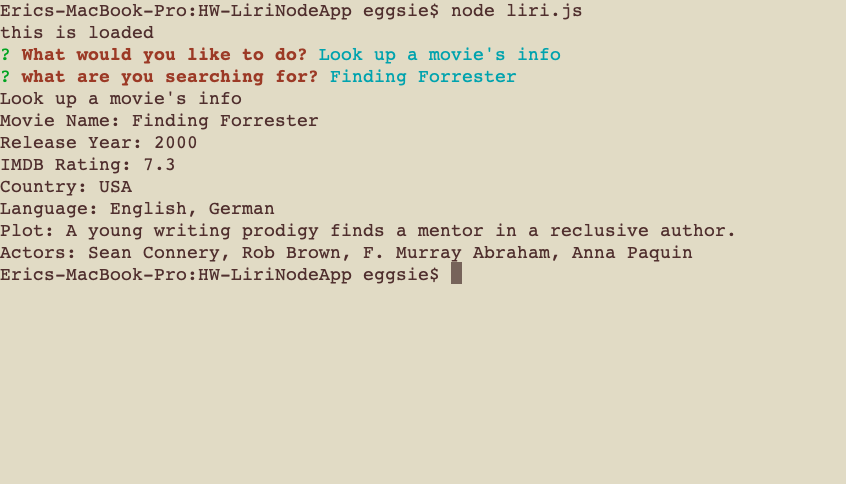 Erics-MacBook-Pro:HW-LiriNodeApp eggsie$ node liri.js
this is loaded
? What would you like to do? Look up a movie's info
? what are you searching for? Finding Forrester
Look up a movie's info
Movie Name: Finding Forrester
Release Year: 2000
IMDB Rating: 7.3
Country: USA
Language: English, German
Plot: A young writing prodigy finds a mentor in a reclusive author.
Actors: Sean Connery, Rob Brown, F. Murray Abraham, Anna Paquin
Erics-MacBook-Pro:HW-LiriNodeApp eggsie$